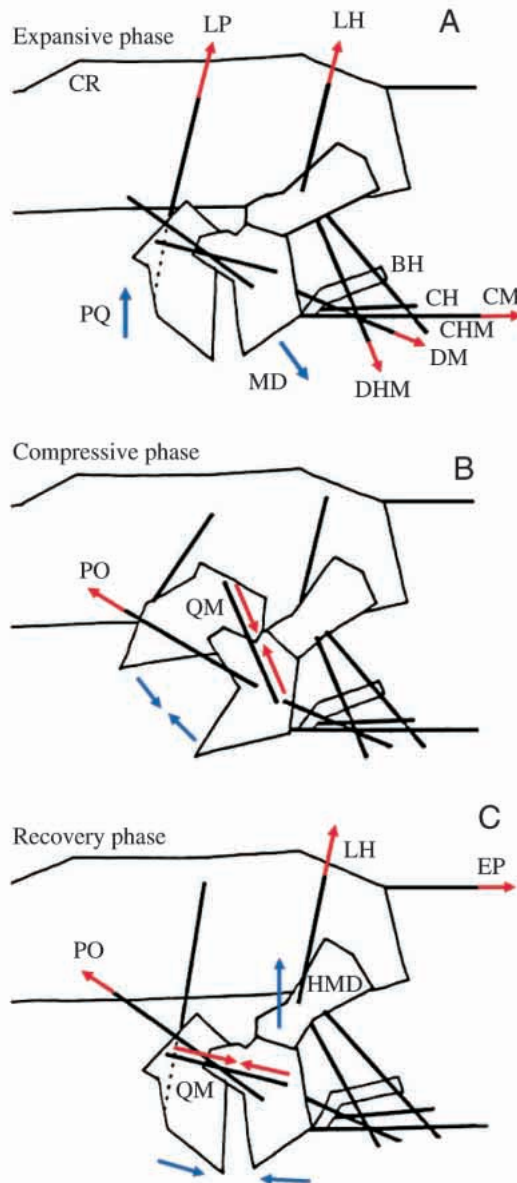 A
Expansive phase
LP
LH
CR
BH
PQ
CH
CM
CHM
DM
MD
DHM
B
Compressive phase
PO
QM
C
Recovery phase
LH
EP
PO
HMD
QM